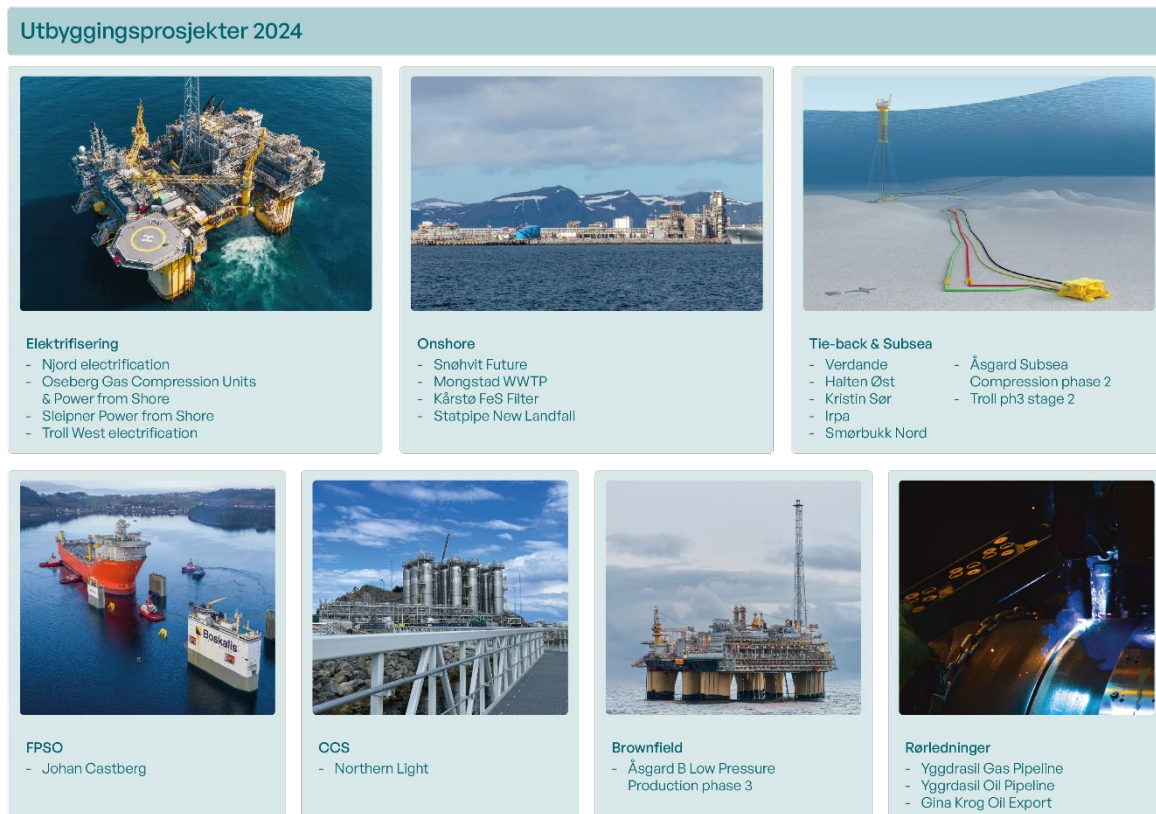 Utbyggingsprosjekter 2024
Elektrifisering
- Njord electrification
- Oseberg Gas Compression Units
& Power from Shore
- Sleipner Power from Shore
- Troll West electrification
Onshore
- Snøhvit Future
- Mongstad WWTP
- Kårstø FeS Filter
- Statpipe New Landfall
Tie-back & Subsea
- Verdande
- Halten Øst
- Kristin Sør
- Irpa
- Smørbukk Nord
- Åsgard Subsea
Compression phase 2
- Troll ph3 stage 2
H
Boskalis
FPSO
- Johan Castberg
CCS
- Northern Light
Brownfield
- Åsgard B Low Pressure
Production phase 3
Rørledninger
- Yggdrasil Gas Pipeline
- Yggrdasil Oil Pipeline
- Gina Krog Oil Export